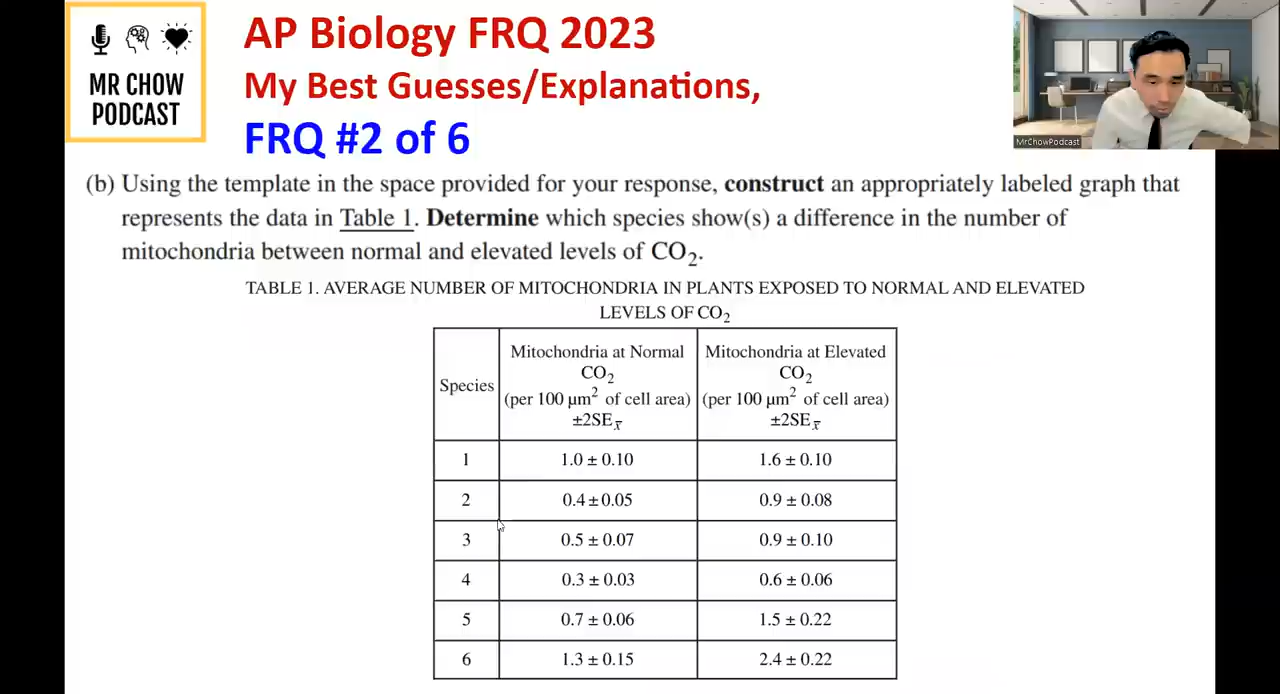 MR CHOW
PODCAST
AP Biology FRQ 2023
My Best Guesses/Explanations,
FRQ #2 of 6
MrChowPodcast
(b) Using the template in the space provided for your response, construct an appropriately labeled graph that
represents the data in Table 1. Determine which species show(s) a difference in the number of
mitochondria between normal and elevated levels of CO₂.
TABLE 1. AVERAGE NUMBER OF MITOCHONDRIA IN PLANTS EXPOSED TO NORMAL AND ELEVATED
LEVELS OF CO₂
Species
Mitochondria at Normal
CO₂
(per 100 µm² of cell area)
±2SE_x̅
Mitochondria at Elevated
CO₂
(per 100 µm² of cell area)
±2SE_x̅
1 1.0 ± 0.10 1.6 ± 0.10
2 0.4 ± 0.05 0.9 ± 0.08
3 0.5 ± 0.07 0.9 ± 0.10
4 0.3 ± 0.03 0.6 ± 0.06
5 0.7 ± 0.06 1.5 ± 0.22
6 1.3 ± 0.15 2.4 ± 0.22